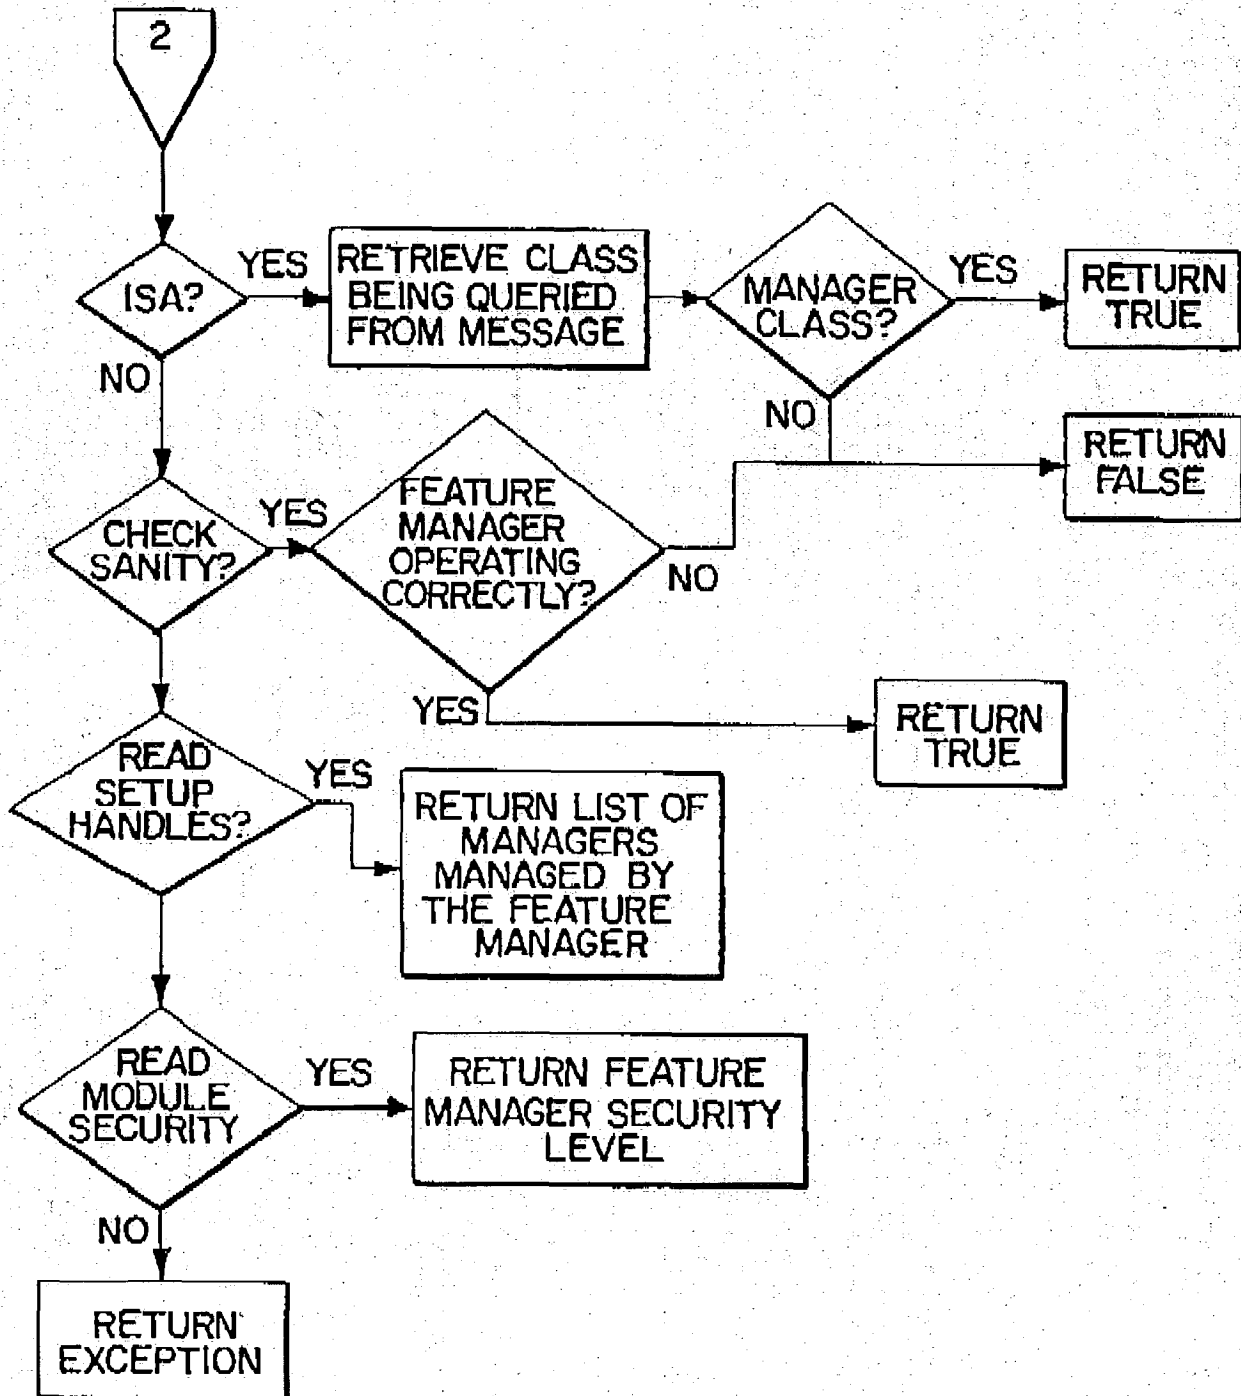 2
ISA?
YES
RETRIEVE CLASS
BEING QUERIED
FROM MESSAGE
MANAGER
CLASS?
YES
RETURN
TRUE
NO
NO
RETURN
FALSE
CHECK
SANITY?
YES
FEATURE
MANAGER
OPERATING
CORRECTLY?
NO
YES
RETURN
TRUE
READ
SETUP
HANDLES?
YES
RETURN LIST OF
MANAGERS
MANAGED BY
THE FEATURE
MANAGER
READ
MODULE
SECURITY
YES
RETURN FEATURE
MANAGER SECURITY
LEVEL
NO
RETURN
EXCEPTION